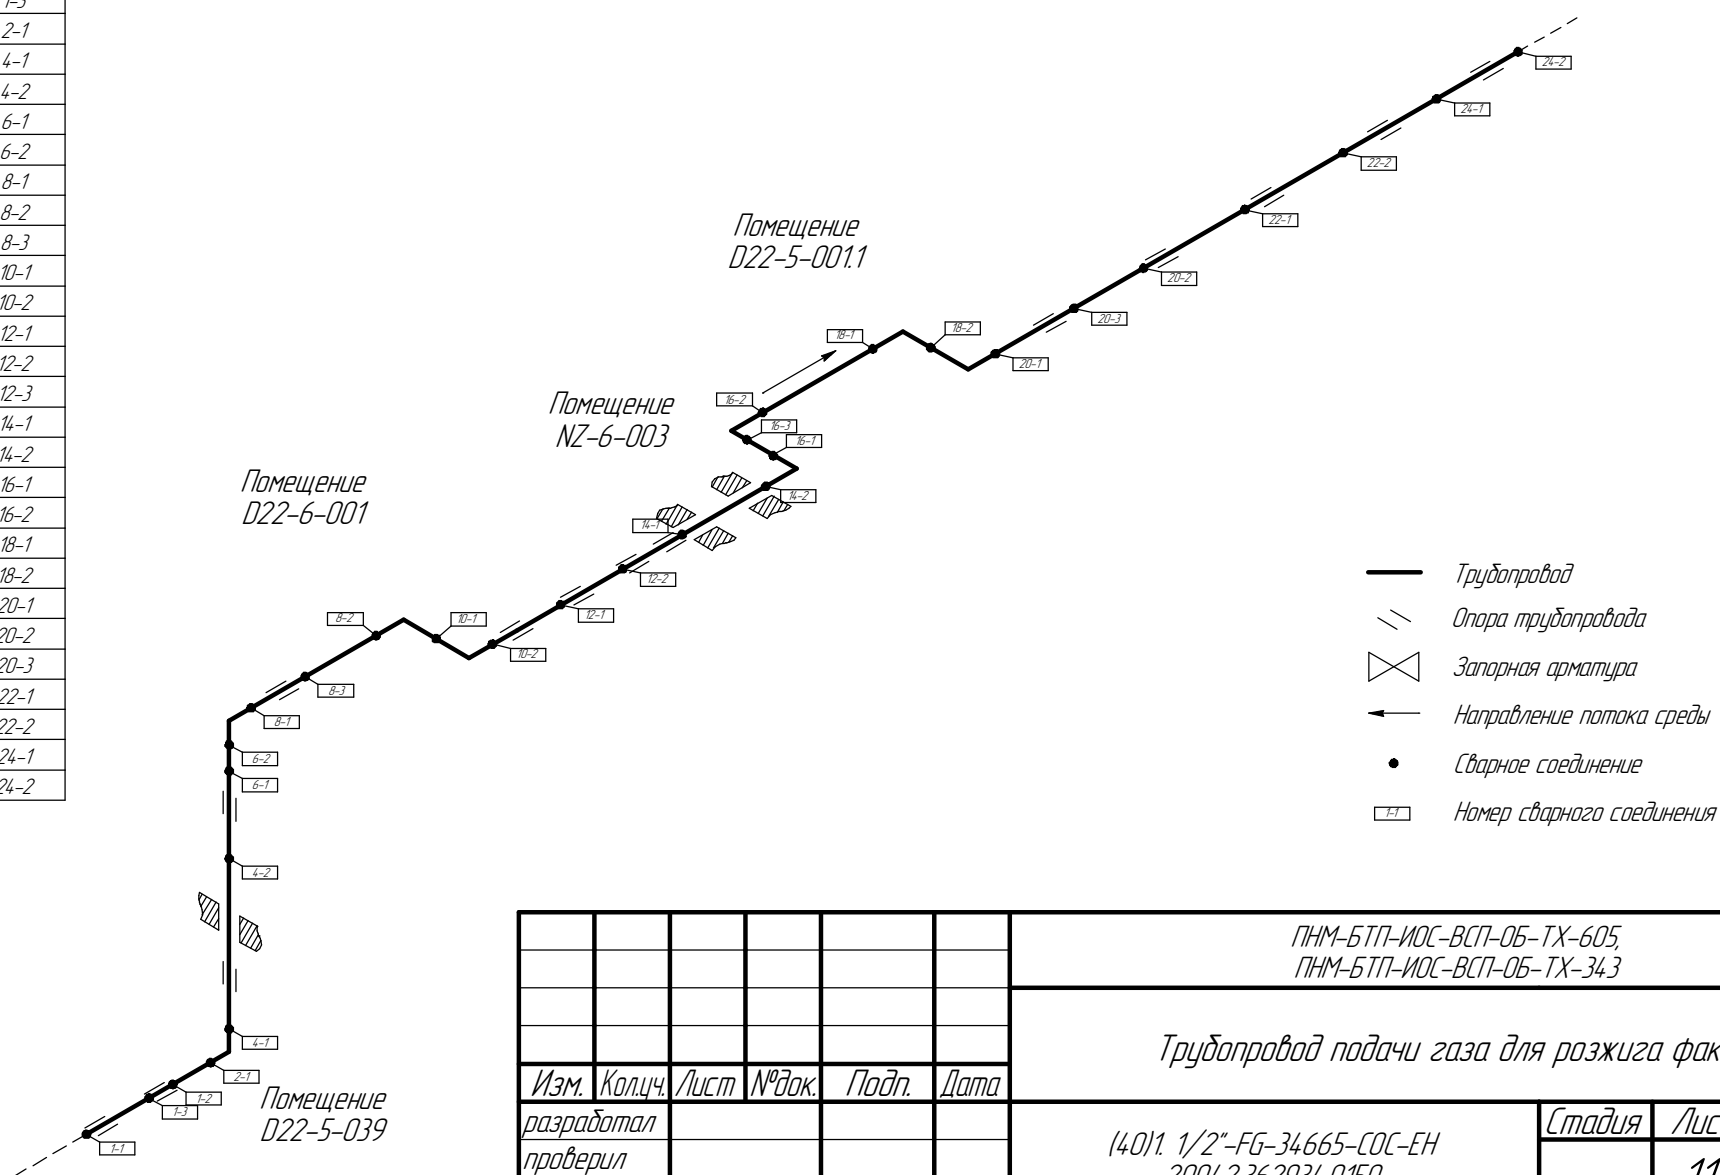 1-3
2-1
4-1
4-2
6-1
6-2
8-1
8-2
8-3
10-1
10-2
12-1
12-2
12-3
14-1
14-2
16-1
16-2
18-1
18-2
20-1
20-2
20-3
22-1
22-2
24-1
24-2
24-2
24-1
22-2
22-1
Помещение
D22-5-001.1
20-2
20-3
18-2
18-1
20-1
Помещение
NZ-6-003
16-2
16-3
16-1
Помещение
D22-6-001
14-2
14-1
12-2
12-1
8-2
10-1
10-2
8-3
8-1
6-2
6-1
4-2
4-1
2-1
1-2
1-3
1-1
Помещение
D22-5-039
Трубопровод
Опора трубопровода
Запорная арматура
Направление потока среды
Сварное соединение
1-1 Номер сварного соединения
ПНМ-БТП-ИОС-ВСП-ОБ-ТХ-605,
ПНМ-БТП-ИОС-ВСП-ОБ-ТХ-343
Трубопровод подачи газа для розжига фак
Изм. Кол.уч. Лист №док. Подп. Дата
разработал
проверил
(40)1. 1/2"-FG-34665-СОС-ЕН
Стадия Лис
11